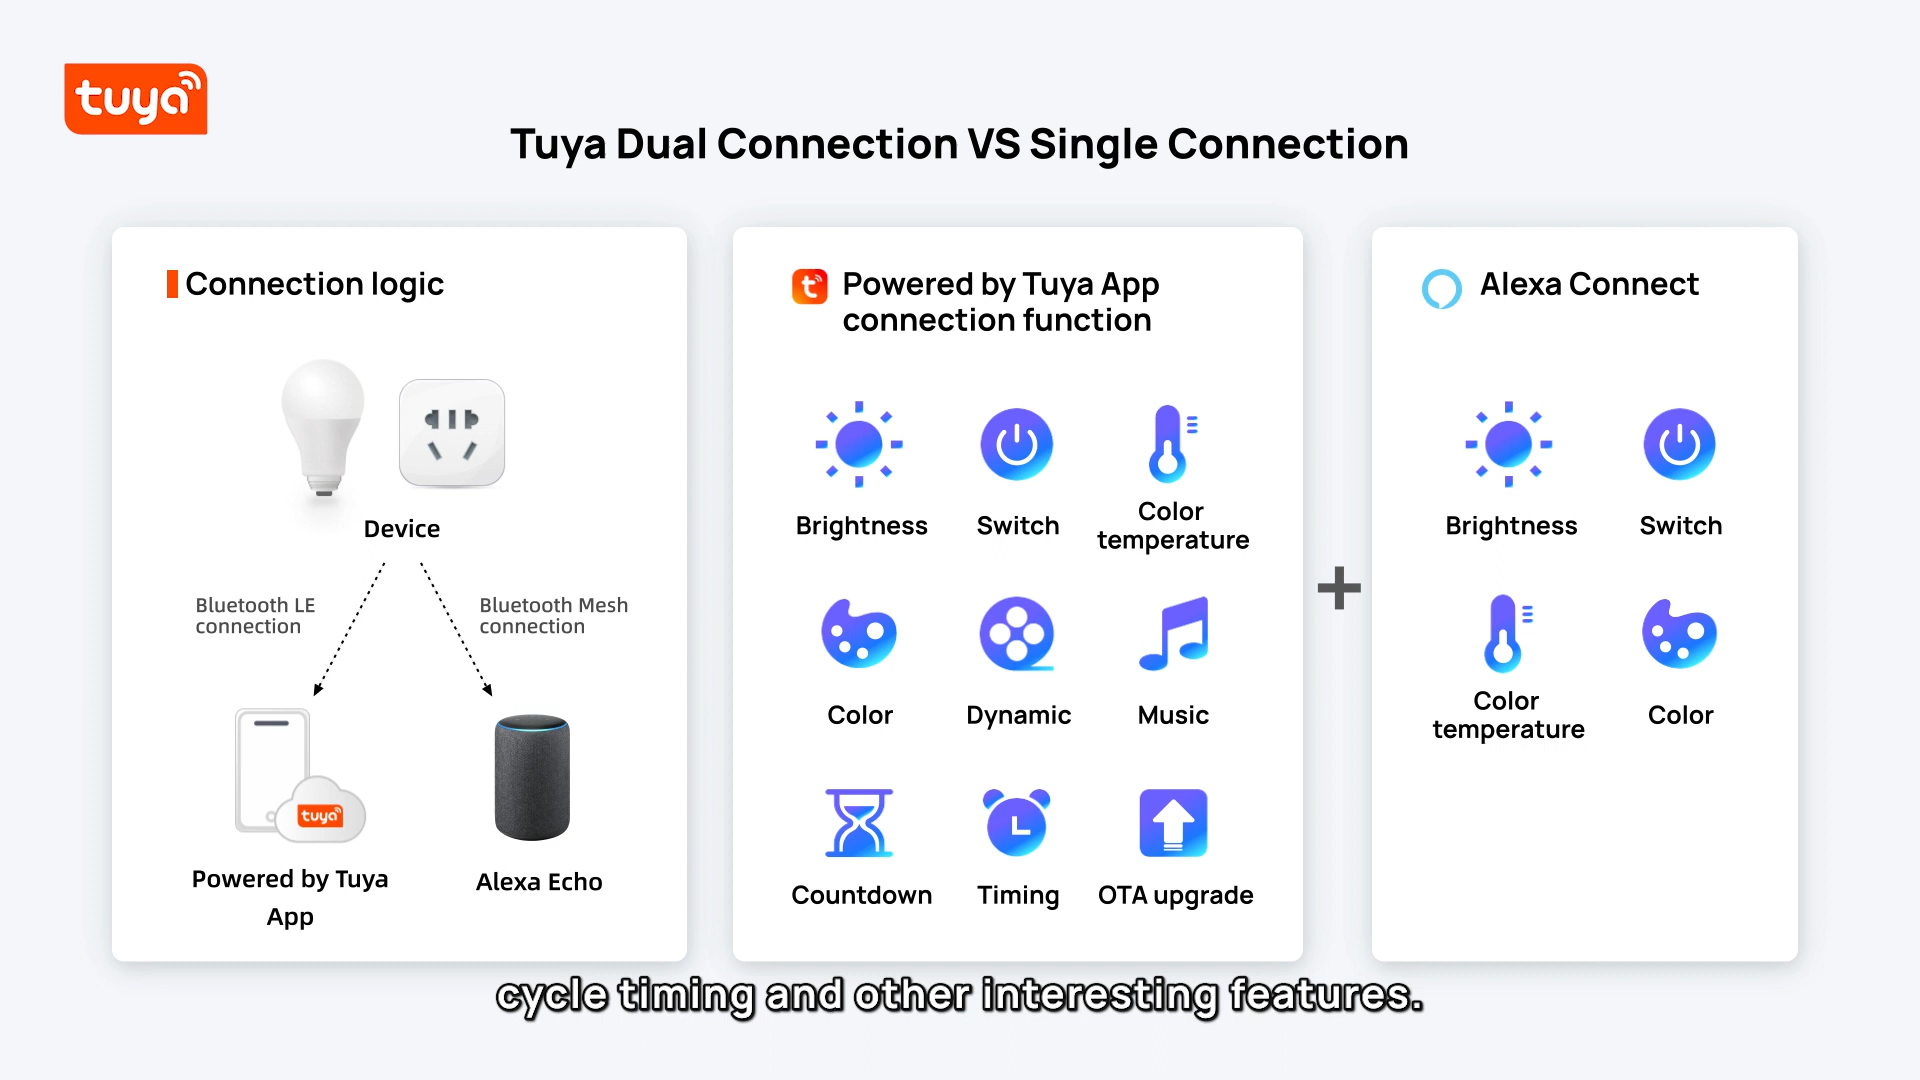 tuya
Tuya Dual Connection VS Single Connection
Connection logic
Device
Bluetooth LE
connection
Bluetooth Mesh
connection
tuya
Powered by Tuya
App
Alexa Echo
t
Powered by Tuya App
connection function
Brightness
Switch
Color
temperature
Color
Dynamic
Music
Countdown
Timing
OTA upgrade
+
Alexa Connect
Brightness
Switch
Color
temperature
Color
cycle timing and other interesting features.